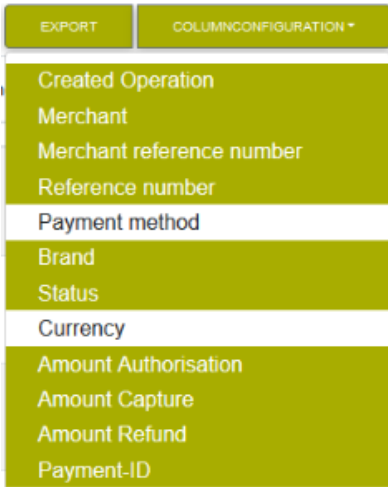 EXPORT
COLUMNCONFIGURATION
Created Operation
Merchant
Merchant reference number
Reference number
Payment method
Brand
Status
Currency
Amount Authorisation
Amount Capture
Amount Refund
Payment-ID